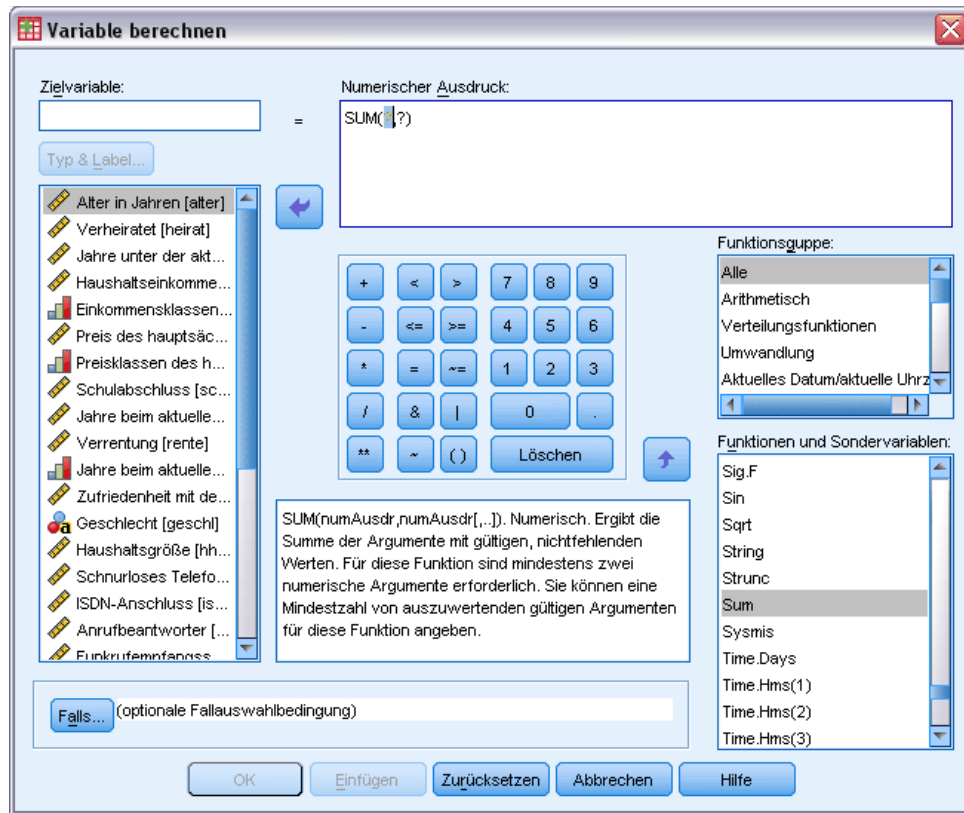 Variable berechnen
Zielvariable:
=
Numerischer Ausdruck:
SUM(?,?)
Typ & Label...
Alter in Jahren [alter]
Verheiratet [heirat]
Jahre unter der akt...
Haushaltseinkomme...
Einkommensklassen...
Preis des hauptsäc...
Preisklassen des h...
Schulabschluss [sc...
Jahre beim aktuelle...
Verrentung [rente]
Jahre beim aktuelle...
Zufriedenheit mit de...
Geschlecht [geschl]
Haushaltsgröße [hh...
Schnurloses Telefo...
ISDN-Anschluss [is...
Anrufbeantworter [...
Funkrufempfangss...
+ < > 7 8 9
- <= >= 4 5 6
* = ~= 1 2 3
/ & | 0 .
** ~ ( ) Löschen
Funktionsgruppe:
Alle
Arithmetisch
Verteilungsfunktionen
Umwandlung
Aktuelles Datum/aktuelle Uhrz
SUM(numAusdr,numAusdr[,..]). Numerisch. Ergibt die
Summe der Argumente mit gültigen, nichtfehlenden
Werten. Für diese Funktion sind mindestens zwei
numerische Argumente erforderlich. Sie können eine
Mindestzahl von auszuwertenden gültigen Argumenten
für diese Funktion angeben.
Funktionen und Sondervariablen:
Sig.F
Sin
Sqrt
String
Strunc
Sum
Sysmis
Time.Days
Time.Hms(1)
Time.Hms(2)
Time.Hms(3)
Falls... (optionale Fallauswahlbedingung)
OK Einfügen Zurücksetzen Abbrechen Hilfe